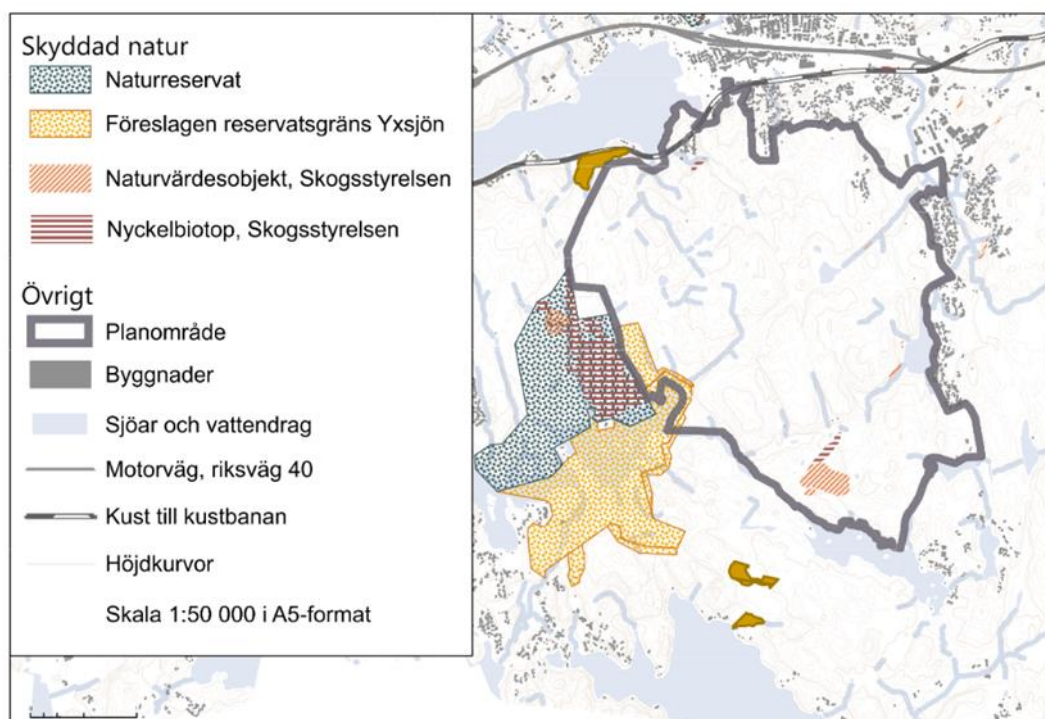 Skyddad natur
Naturreservat
Föreslagen reservatsgräns Yxsjön
Naturvärdesobjekt, Skogsstyrelsen
Nyckelbiotop, Skogsstyrelsen
Övrigt
Planområde
Byggnader
Sjöar och vattendrag
Motorväg, riksväg 40
Kust till kustbanan
Höjdkurvor
Skala 1:50 000 i A5-format